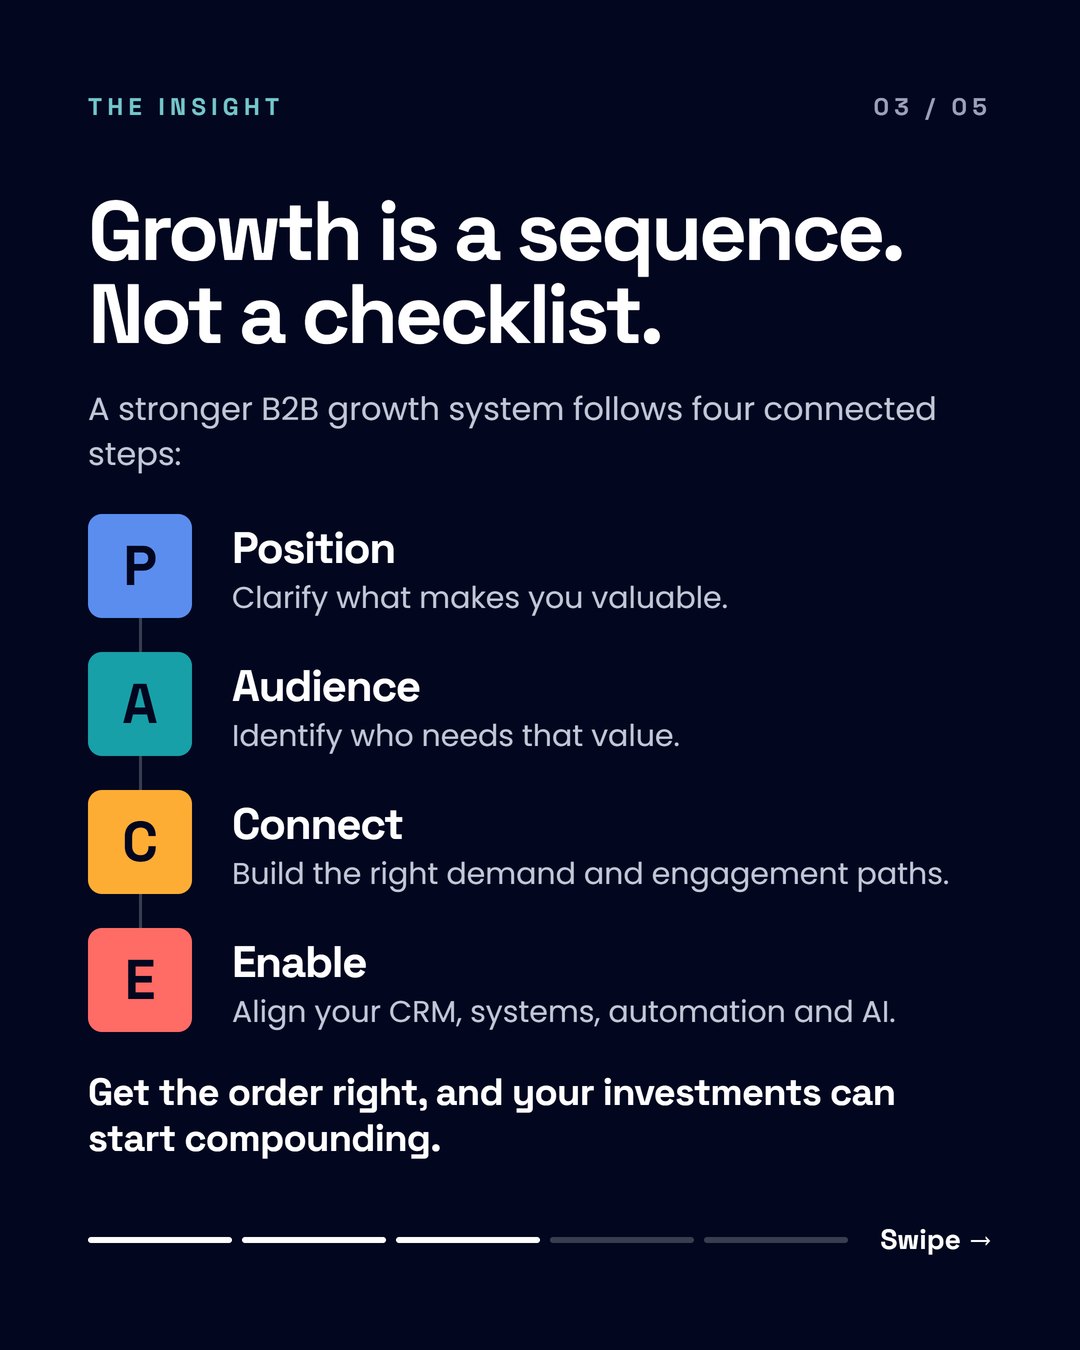 THE INSIGHT
03 / 05
Growth is a sequence.
Not a checklist.
A stronger B2B growth system follows four connected
steps:
P
Position
Clarify what makes you valuable.
A
Audience
Identify who needs that value.
C
Connect
Build the right demand and engagement paths.
E
Enable
Align your CRM, systems, automation and AI.
Get the order right, and your investments can
start compounding.
Swipe →